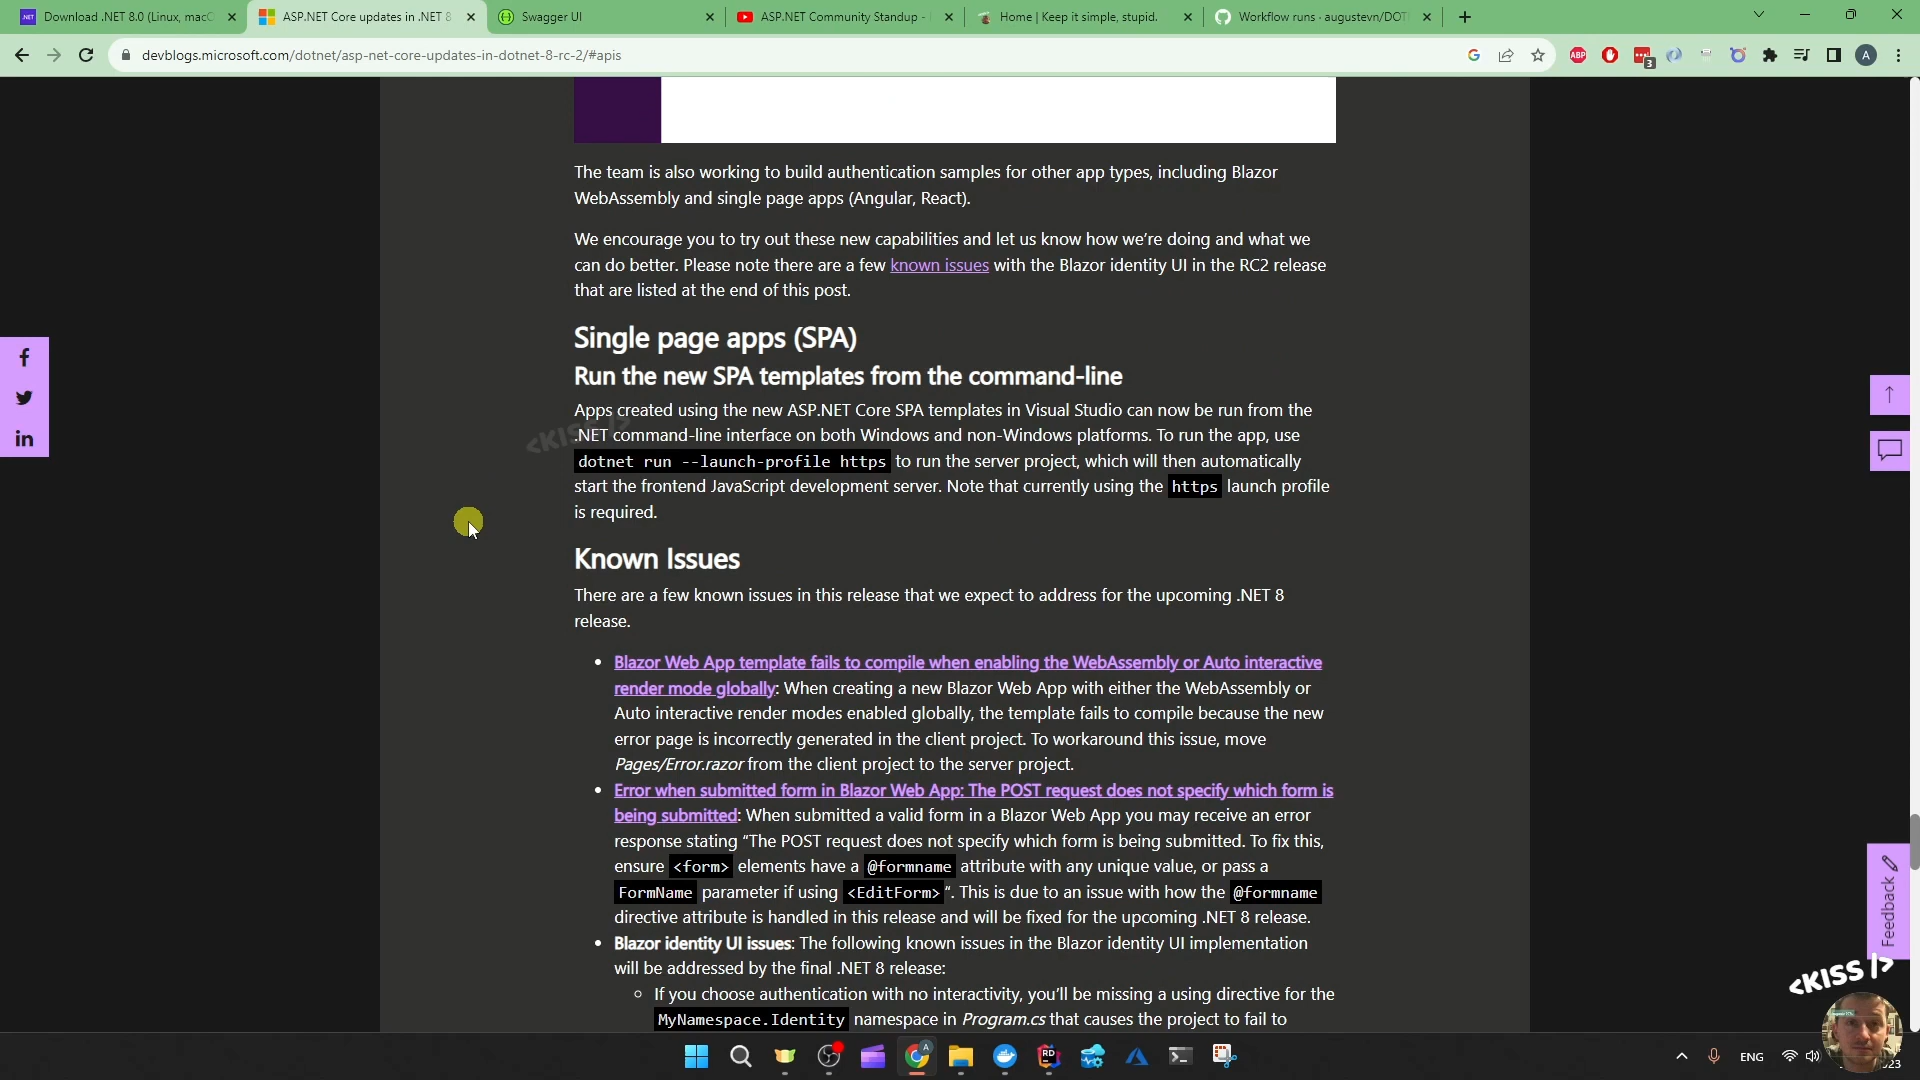 Download .NET 8.0 (Linux, macO
ASP.NET Core updates in .NET 8
Swagger UI
ASP.NET Community Standup -
Home | Keep it simple, stupid.
Workflow runs · augustevn/DOT
devblogs.microsoft.com/dotnet/asp-net-core-updates-in-dotnet-8-rc-2/#apis
ABP
3
A
The team is also working to build authentication samples for other app types, including Blazor
WebAssembly and single page apps (Angular, React).
We encourage you to try out these new capabilities and let us know how we're doing and what we
can do better. Please note there are a few known issues with the Blazor identity UI in the RC2 release
that are listed at the end of this post.
Single page apps (SPA)
Run the new SPA templates from the command-line
Apps created using the new ASP.NET Core SPA templates in Visual Studio can now be run from the
.NET command-line interface on both Windows and non-Windows platforms. To run the app, use
dotnet run --launch-profile https to run the server project, which will then automatically
start the frontend JavaScript development server. Note that currently using the https launch profile
is required.
<KISS />
Known Issues
There are a few known issues in this release that we expect to address for the upcoming .NET 8
release.
• Blazor Web App template fails to compile when enabling the WebAssembly or Auto interactive
render mode globally: When creating a new Blazor Web App with either the WebAssembly or
Auto interactive render modes enabled globally, the template fails to compile because the new
error page is incorrectly generated in the client project. To workaround this issue, move
Pages/Error.razor from the client project to the server project.
• Error when submitted form in Blazor Web App: The POST request does not specify which form is
being submitted: When submitted a valid form in a Blazor Web App you may receive an error
response stating "The POST request does not specify which form is being submitted. To fix this,
ensure <form> elements have a @formname attribute with any unique value, or pass a
FormName parameter if using <EditForm>". This is due to an issue with how the @formname
directive attribute is handled in this release and will be fixed for the upcoming .NET 8 release.
• Blazor identity UI issues: The following known issues in the Blazor identity UI implementation
will be addressed by the final .NET 8 release:
If you choose authentication with no interactivity, you'll be missing a using directive for the
MyNamespace.Identity namespace in Program.cs that causes the project to fail to
Feedback
<KISS />
A
RD
ENG